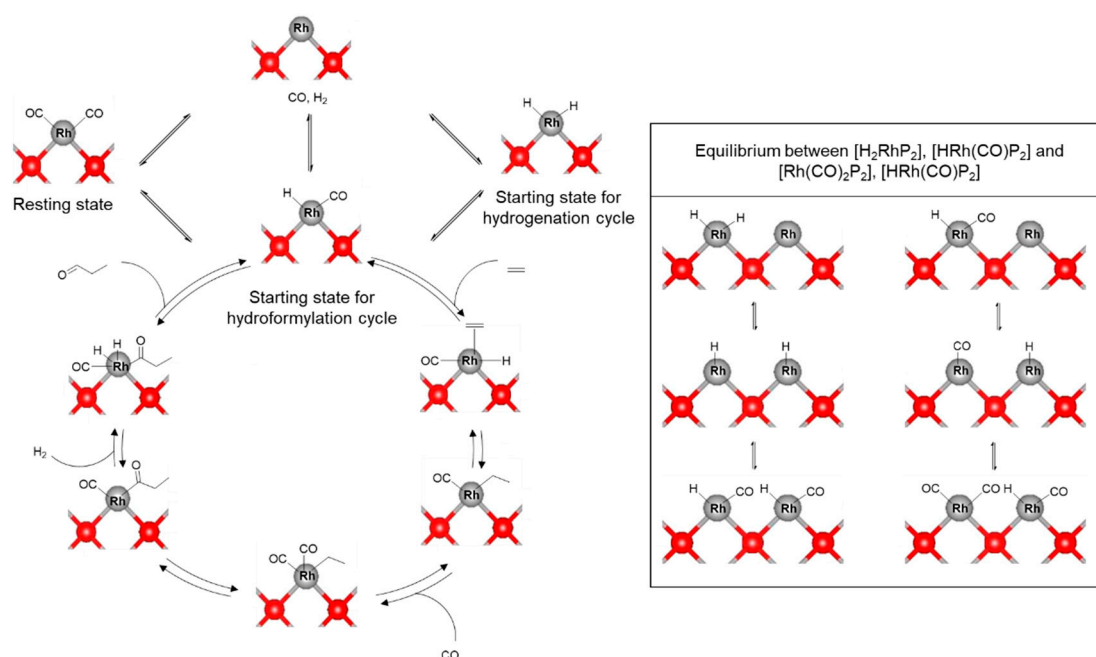 Rh
CO, H₂
OC CO
Rh
Resting state
H H
Rh
Starting state for
hydrogenation cycle
H CO
Rh
Starting state for
hydroformylation cycle
O
O
H H
OC Rh
OC Rh H
H₂
O
OC
Rh
OC
Rh
CO
OC
Rh
CO
Equilibrium between [H₂RhP₂], [HRh(CO)P₂] and
[Rh(CO)₂P₂], [HRh(CO)P₂]
H H
Rh Rh
H CO
Rh Rh
H H
Rh Rh
CO H
Rh Rh
H CO H CO
Rh Rh
OC CO H CO
Rh Rh